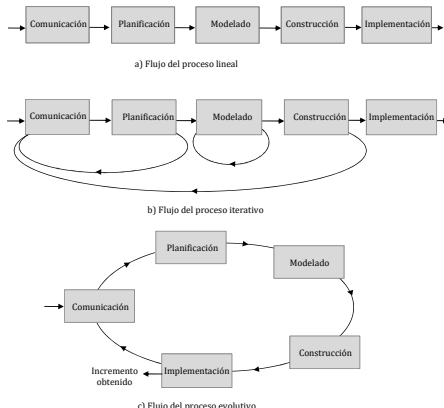 Comunicación Planificación Modelado Construcción Implementación
a) Flujo del proceso lineal
Comunicación Planificación Modelado Construcción Implementación
b) Flujo del proceso iterativo
Planificación
Modelado
Comunicación
Construcción
Implementación
Incremento
obtenido
c) Flujo del proceso evolutivo